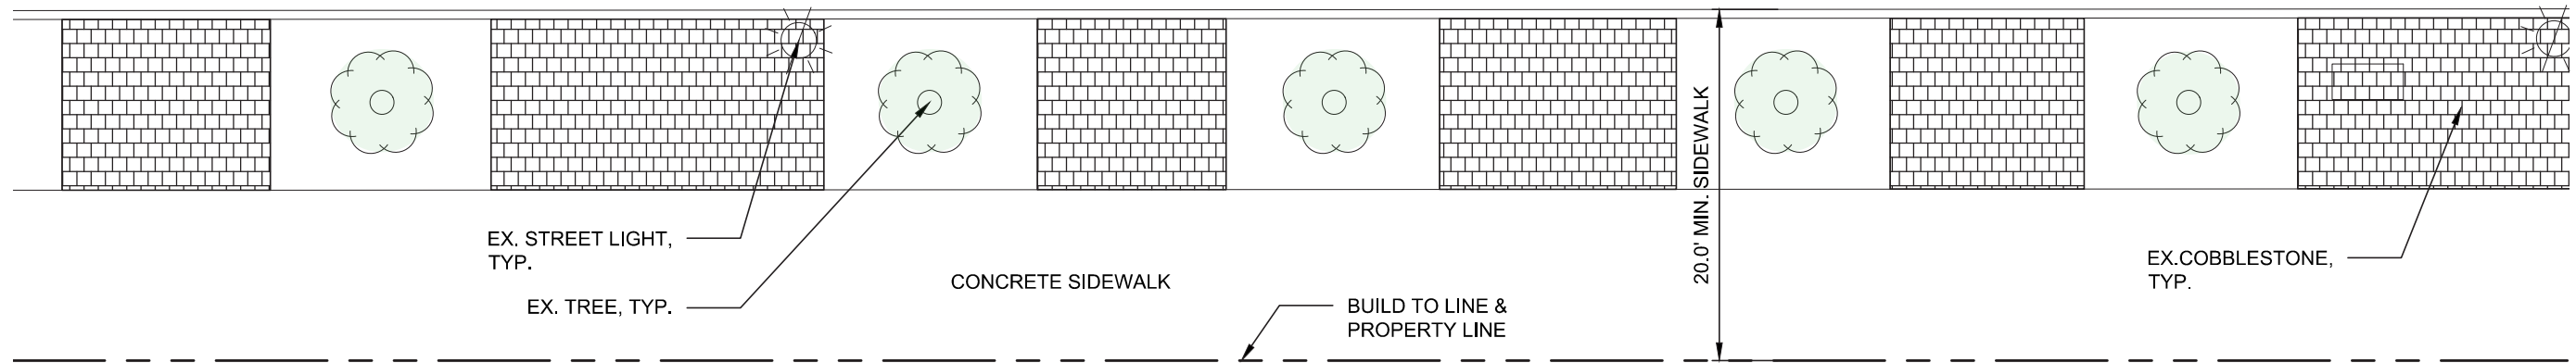 EX. STREET LIGHT,
TYP.
EX. TREE, TYP.
CONCRETE SIDEWALK
BUILD TO LINE &
PROPERTY LINE
20.0' MIN. SIDEWALK
EX.COBBLESTONE,
TYP.